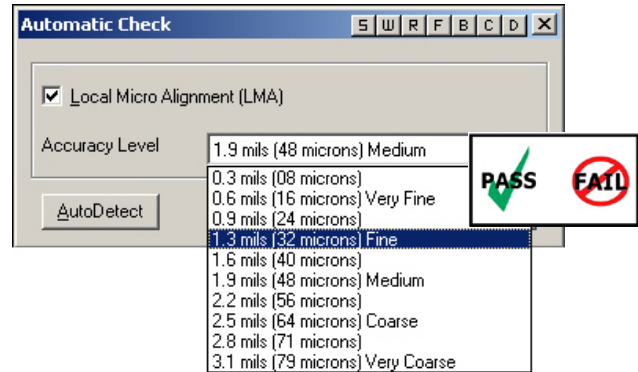 Automatic Check S W R F B C D X
Local Micro Alignment (LMA)
Accuracy Level 1.9 mils (48 microns) Medium
PASS FAIL
AutoDetect
0.3 mils (08 microns)
0.6 mils (16 microns) Very Fine
0.9 mils (24 microns)
1.3 mils (32 microns) Fine
1.6 mils (40 microns)
1.9 mils (48 microns) Medium
2.2 mils (56 microns)
2.5 mils (64 microns) Coarse
2.8 mils (71 microns)
3.1 mils (79 microns) Very Coarse